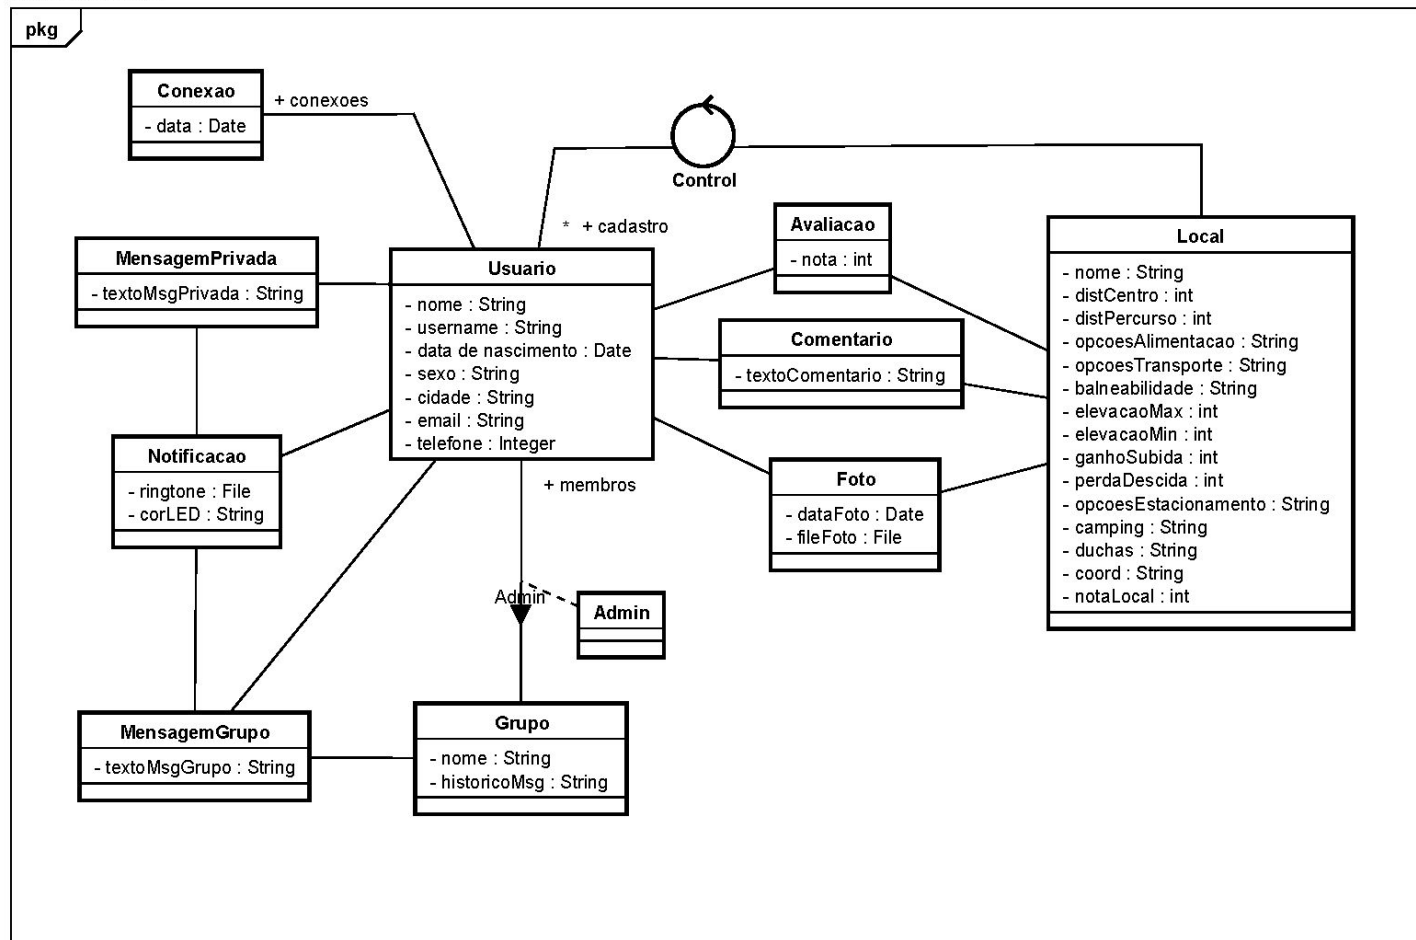 pkg
Conexao
- data : Date
+ conexoes
Control
* + cadastro
Avaliacao
- nota : int
Local
- nome : String
- distCentro : int
- distPercurso : int
- opcoesAlimentacao : String
- opcoesTransporte : String
- balneabilidade : String
- elevacaoMax : int
- elevacaoMin : int
- ganhoSubida : int
- perdaDescida : int
- opcoesEstacionamento : String
- camping : String
- duchas : String
- coord : String
- notaLocal : int
MensagemPrivada
- textoMsgPrivada : String
Usuario
- nome : String
- username : String
- data de nascimento : Date
- sexo : String
- cidade : String
- email : String
- telefone : Integer
Comentario
- textoComentario : String
Notificacao
- ringtone : File
- corLED : String
+ membros
Foto
- dataFoto : Date
- fileFoto : File
Admin
Admin
MensagemGrupo
- textoMsgGrupo : String
Grupo
- nome : String
- historicoMsg : String